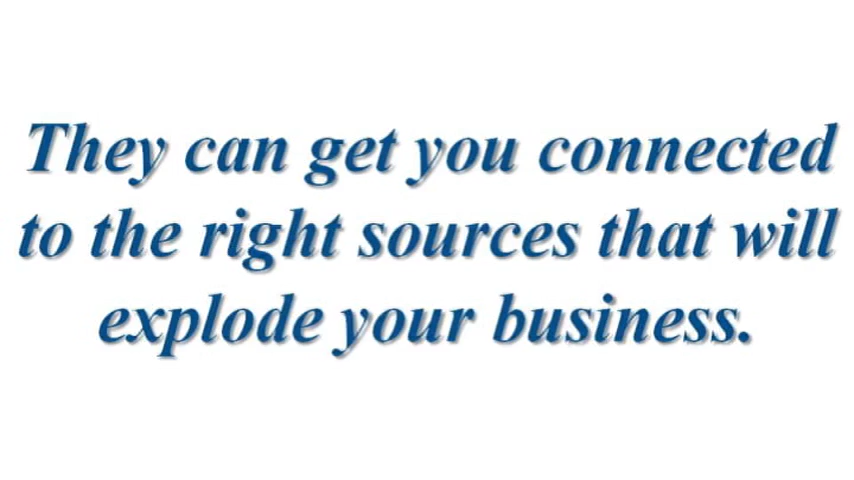 They can get you connected
to the right sources that will
explode your business.